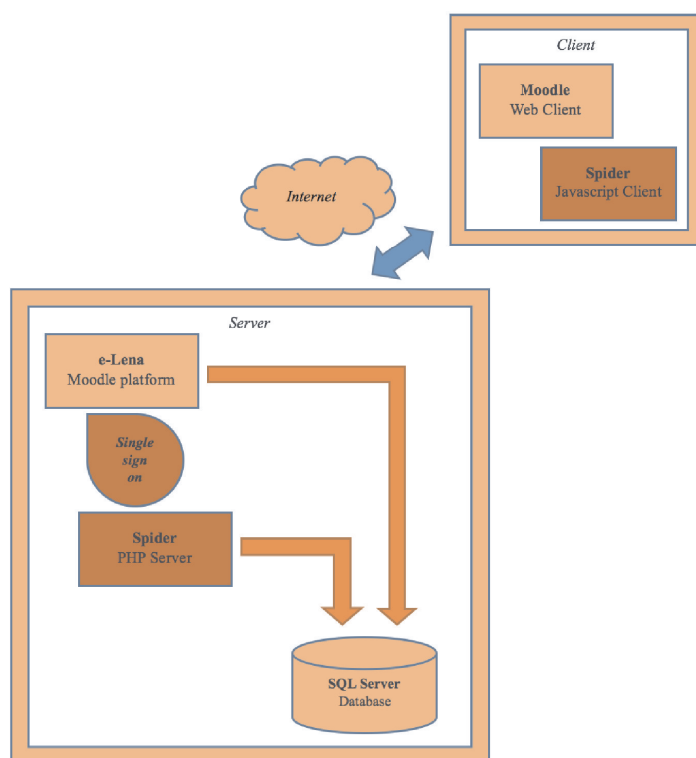 Client
Moodle
Web Client
Spider
Javascript Client
Internet
Server
e-Lena
Moodle platform
Single
sign
on
Spider
PHP Server
SQL Server
Database